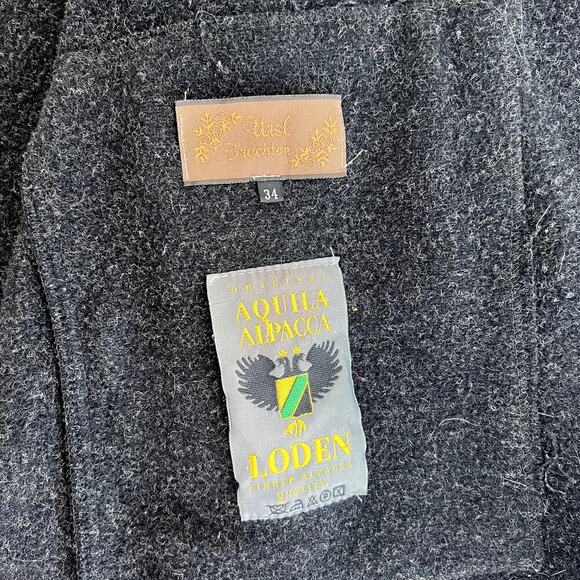 Ursl
Trachten
34
ORIGINAL
AQUILA
ALPACCA
LODEN
FINEST ALPACCA
QUALITY